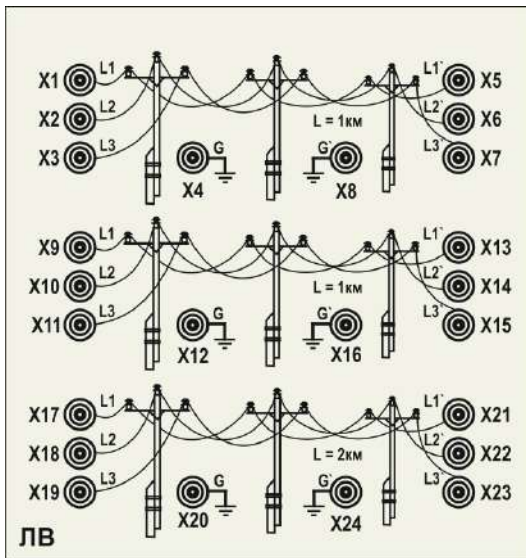 X1 L1 L1` X5
X2 L2 L2` X6
X3 L3 L = 1км L3` X7
G G`
X4 X8
X9 L1 L1` X13
X10 L2 L2` X14
X11 L3 L = 1км L3` X15
G G`
X12 X16
X17 L1 L1` X21
X18 L2 L2` X22
X19 L3 L = 2км L3` X23
G G`
X20 X24
ЛВ